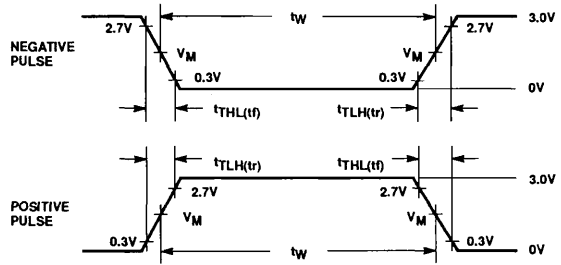 tW
3.0V
2.7V
2.7V
NEGATIVE
PULSE
VM
VM
0.3V
0.3V
0V
tTHL(tf)
tTLH(tr)
tTLH(tr)
tTHL(tf)
3.0V
2.7V
2.7V
POSITIVE
PULSE
VM
VM
0.3V
0.3V
0V
tW